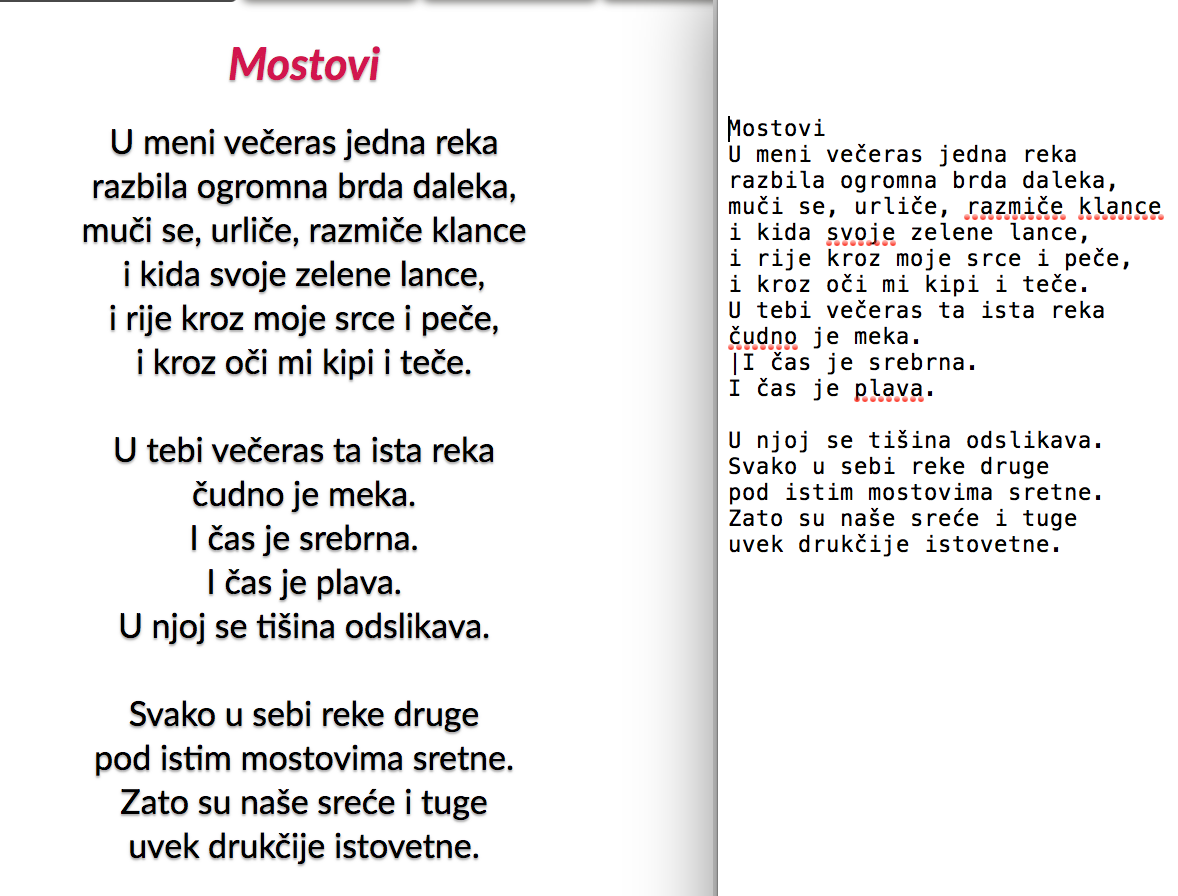 Mostovi
U meni večeras jedna reka
razbila ogromna brda daleka,
muči se, urliče, razmiče klance
i kida svoje zelene lance,
i rije kroz moje srce i peče,
i kroz oči mi kipi i teče.
U tebi večeras ta ista reka
čudno je meka.
I čas je srebrna.
I čas je plava.
U njoj se tišina odslikava.
Svako u sebi reke druge
pod istim mostovima sretne.
Zato su naše sreće i tuge
uvek drukčije istovetne.
Mostovi
U meni večeras jedna reka
razbila ogromna brda daleka,
muči se, urliče, razmiče klance
i kida svoje zelene lance,
i rije kroz moje srce i peče,
i kroz oči mi kipi i teče.
U tebi večeras ta ista reka
čudno je meka.
|I čas je srebrna.
I čas je plava.
U njoj se tišina odslikava.
Svako u sebi reke druge
pod istim mostovima sretne.
Zato su naše sreće i tuge
uvek drukčije istovetne.